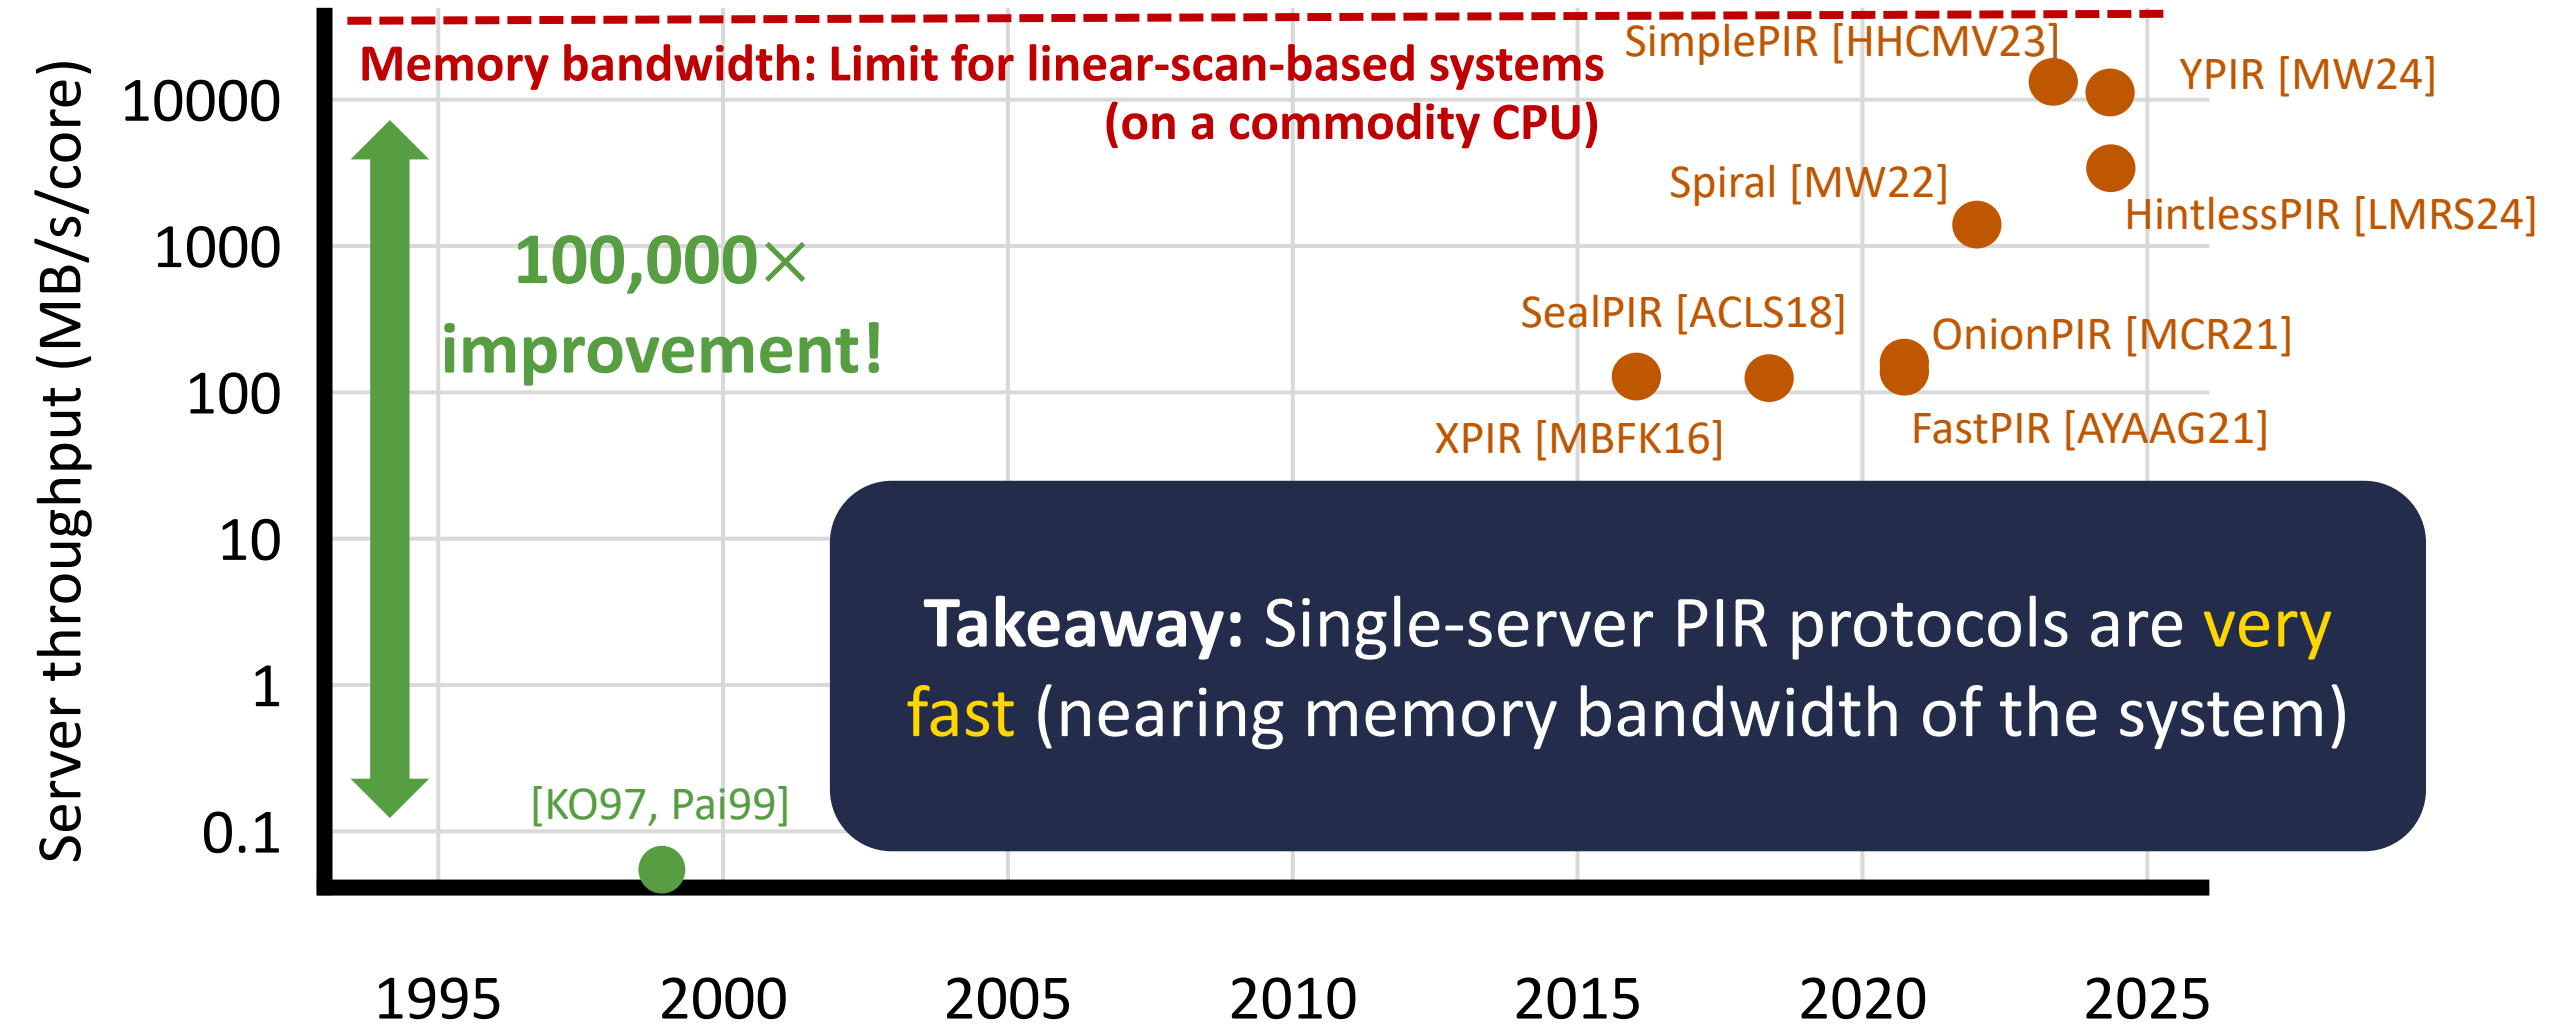 Server throughput (MB/s/core)
10000
1000
100
10
1
0.1
Memory bandwidth: Limit for linear-scan-based systems
(on a commodity CPU)
100,000×
improvement!
SimplePIR [HHCMV23]
YPIR [MW24]
Spiral [MW22]
HintlessPIR [LMRS24]
SealPIR [ACLS18]
OnionPIR [MCR21]
XPIR [MBFK16]
FastPIR [AYAAG21]
[KO97, Pai99]
Takeaway: Single-server PIR protocols are very
fast (nearing memory bandwidth of the system)
1995
2000
2005
2010
2015
2020
2025